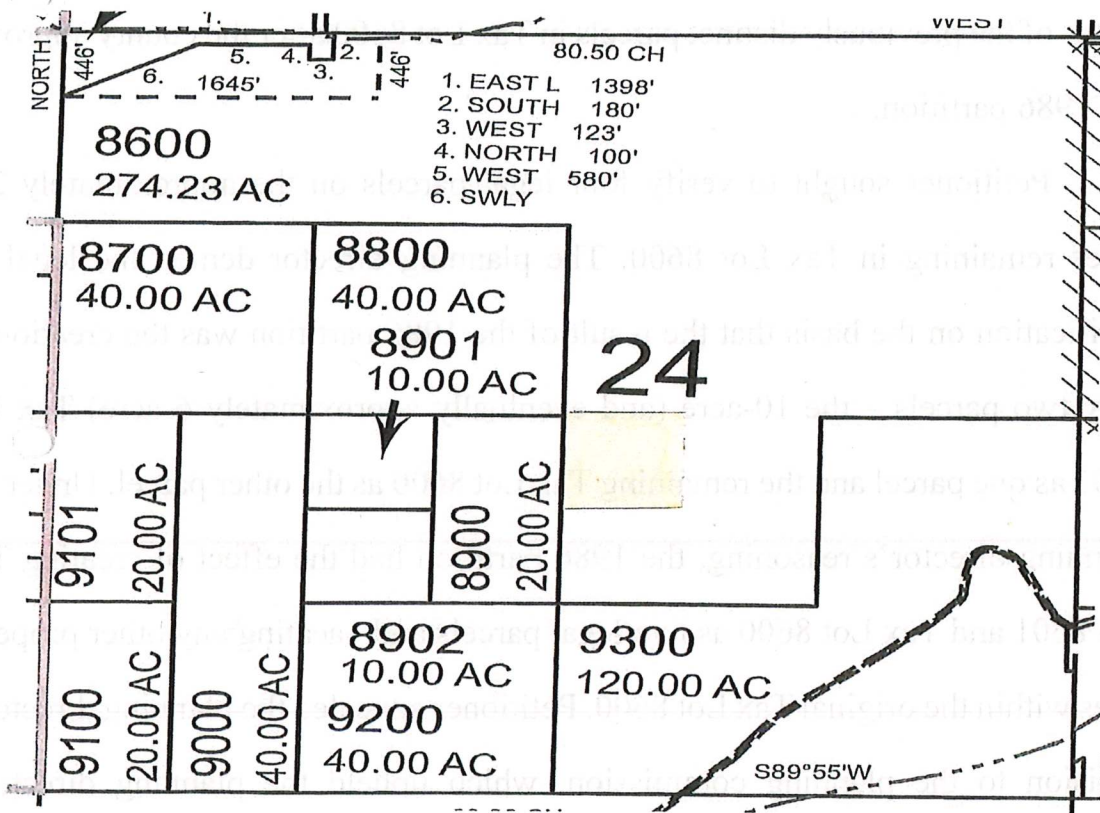 WEST
NORTH
446'
5.
4.
2.
3.
6.
1645'
446'
80.50 CH
1. EAST L 1398'
2. SOUTH 180'
3. WEST 123'
4. NORTH 100'
5. WEST 580'
6. SWLY
8600
274.23 AC
8700
40.00 AC
8800
40.00 AC
8901
10.00 AC
24
9101
20.00 AC
8900
20.00 AC
8902
10.00 AC
9300
120.00 AC
9100
20.00 AC
9000
40.00 AC
9200
40.00 AC
S89°55'W
1